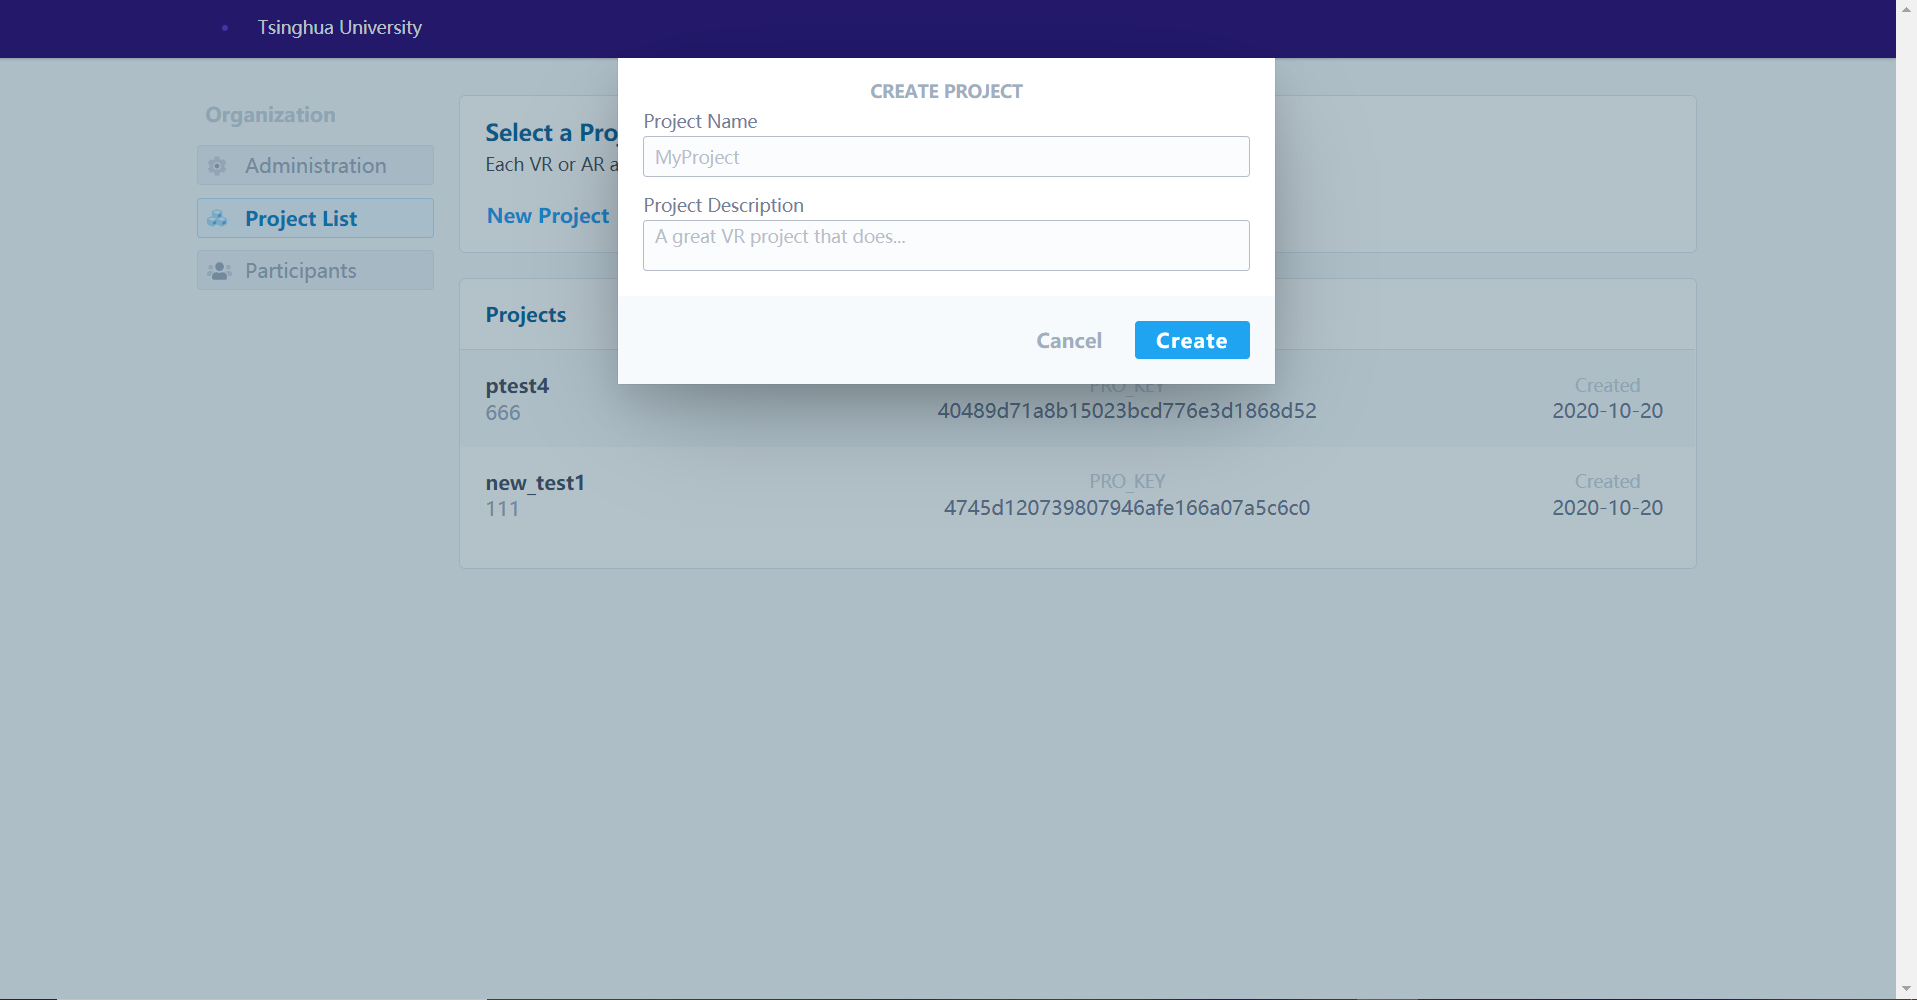 Tsinghua University
Organization
Administration
Project List
Participants
Select a Pro
Each VR or AR a
New Project
CREATE PROJECT
Project Name
MyProject
Project Description
A great VR project that does...
Cancel
Create
Projects
ptest4
666
PRO_KEY
40489d71a8b15023bcd776e3d1868d52
Created
2020-10-20
new_test1
111
PRO_KEY
4745d120739807946afe166a07a5c6c0
Created
2020-10-20